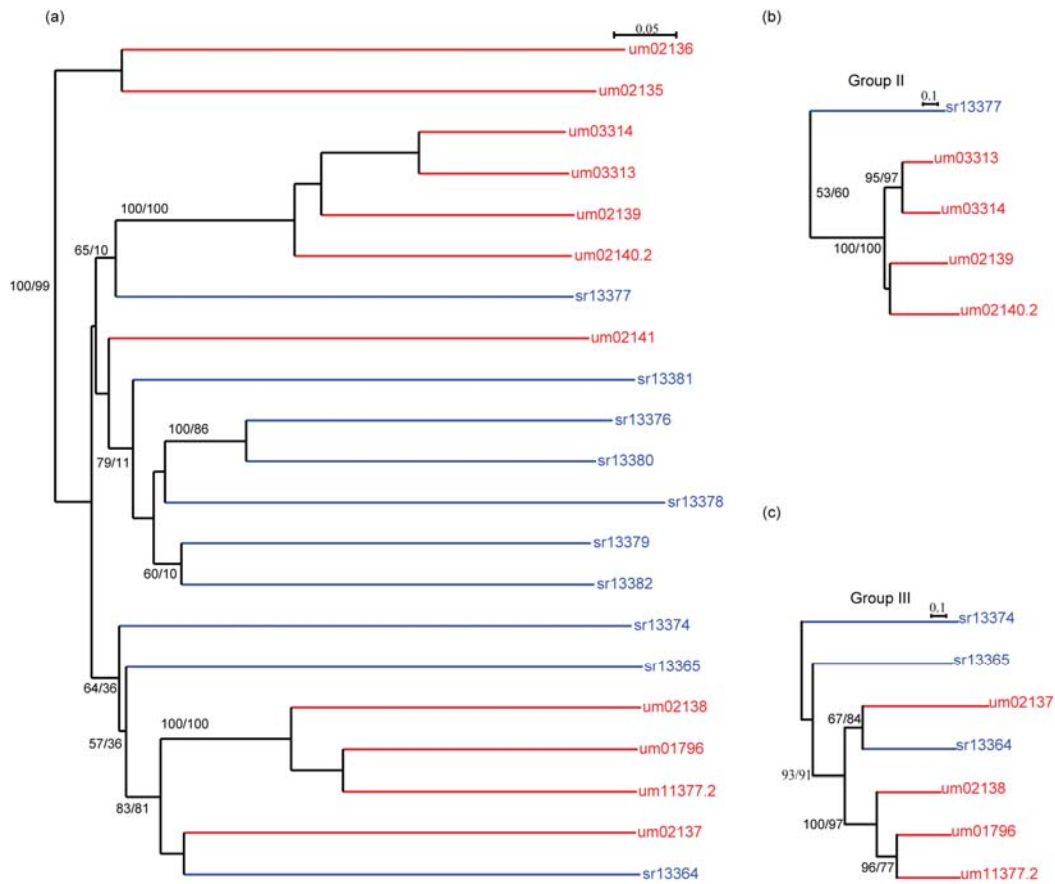 (a)
0.05
um02136
um02135
um03314
um03313
100/100
um02139
65/10
um02140.2
100/99
sr13377
um02141
sr13381
sr13376
100/86
79/11
sr13380
sr13378
sr13379
60/10
sr13382
sr13374
sr13365
64/36
um02138
100/100
57/36
um01796
um11377.2
83/81
um02137
sr13364
(b)
Group II
0.1
sr13377
um03313
95/97
53/60
um03314
100/100
um02139
um02140.2
(c)
Group III
0.1
sr13374
sr13365
um02137
67/84
sr13364
93/91
um02138
100/97
um01796
96/77
um11377.2